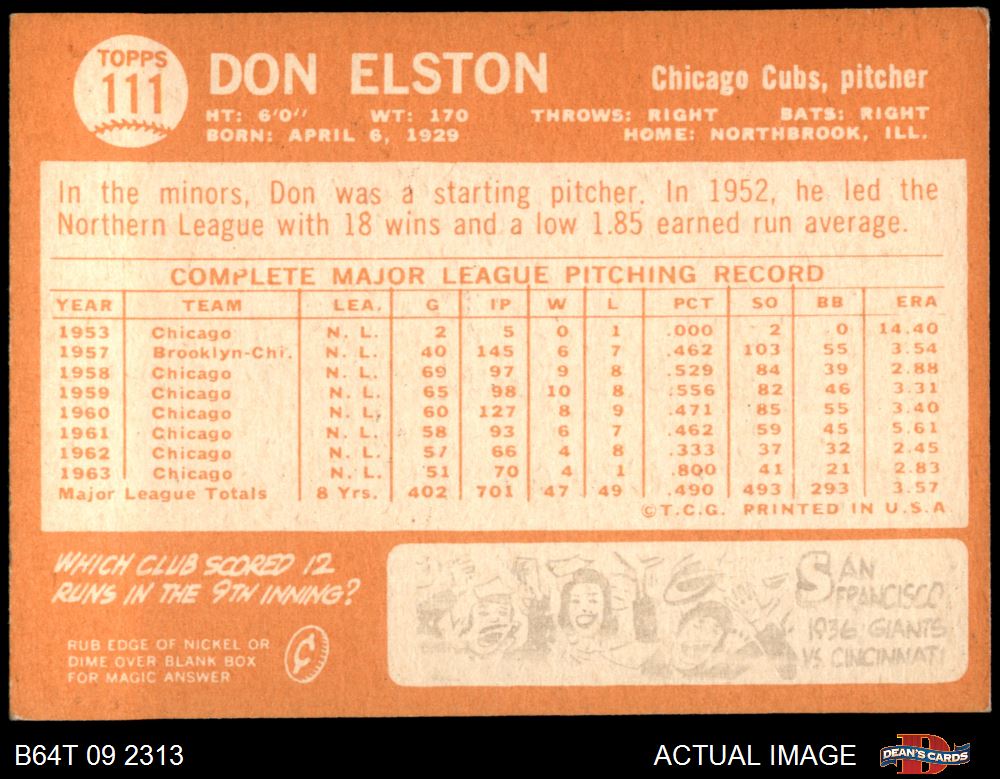 TOPPS
111
DON ELSTON
Chicago Cubs, pitcher
HT: 6'0" WT: 170 THROWS: RIGHT BATS: RIGHT
BORN: APRIL 6, 1929 HOME: NORTHBROOK, ILL.
In the minors, Don was a starting pitcher. In 1952, he led the
Northern League with 18 wins and a low 1.85 earned run average.
COMPLETE MAJOR LEAGUE PITCHING RECORD
YEAR TEAM LEA. G IP W L PCT SO BB ERA
1953 Chicago N. L. 2 5 0 1 .000 2 0 14.40
1957 Brooklyn-Chi. N. L. 40 145 6 7 .462 103 55 3.54
1958 Chicago N. L. 69 97 9 8 .529 84 39 2.88
1959 Chicago N. L. 65 98 10 8 .556 82 46 3.31
1960 Chicago N. L. 60 127 8 9 .471 85 55 3.40
1961 Chicago N. L. 58 93 6 7 .462 59 45 5.61
1962 Chicago N. L. 57 66 4 8 .333 37 32 2.45
1963 Chicago N. L. 51 70 4 1 .800 41 21 2.83
Major League Totals 8 Yrs. 402 701 47 49 .490 493 293 3.57
©T.C.G. PRINTED IN U.S.A
WHICH CLUB SCORED 12
RUNS IN THE 9TH INNING?
RUB EDGE OF NICKEL OR
DIME OVER BLANK BOX
FOR MAGIC ANSWER
¢
SAN
FRANCISCO
1936 GIANTS
VS CINCINNATI
B64T 09 2313
ACTUAL IMAGE
DEAN'S CARDS